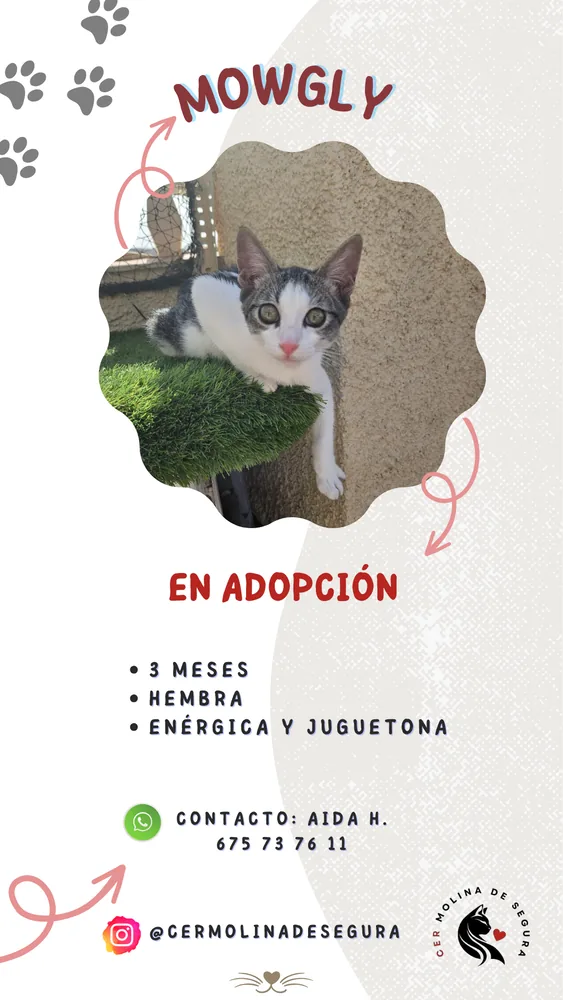 MOWGLY
EN ADOPCIÓN
3 MESES
HEMBRA
ENÉRGICA Y JUGUETONA
CONTACTO: AIDA H.
675 73 76 11
@CERMOLINADESEGURA
CER MOLINA DE SEGURA